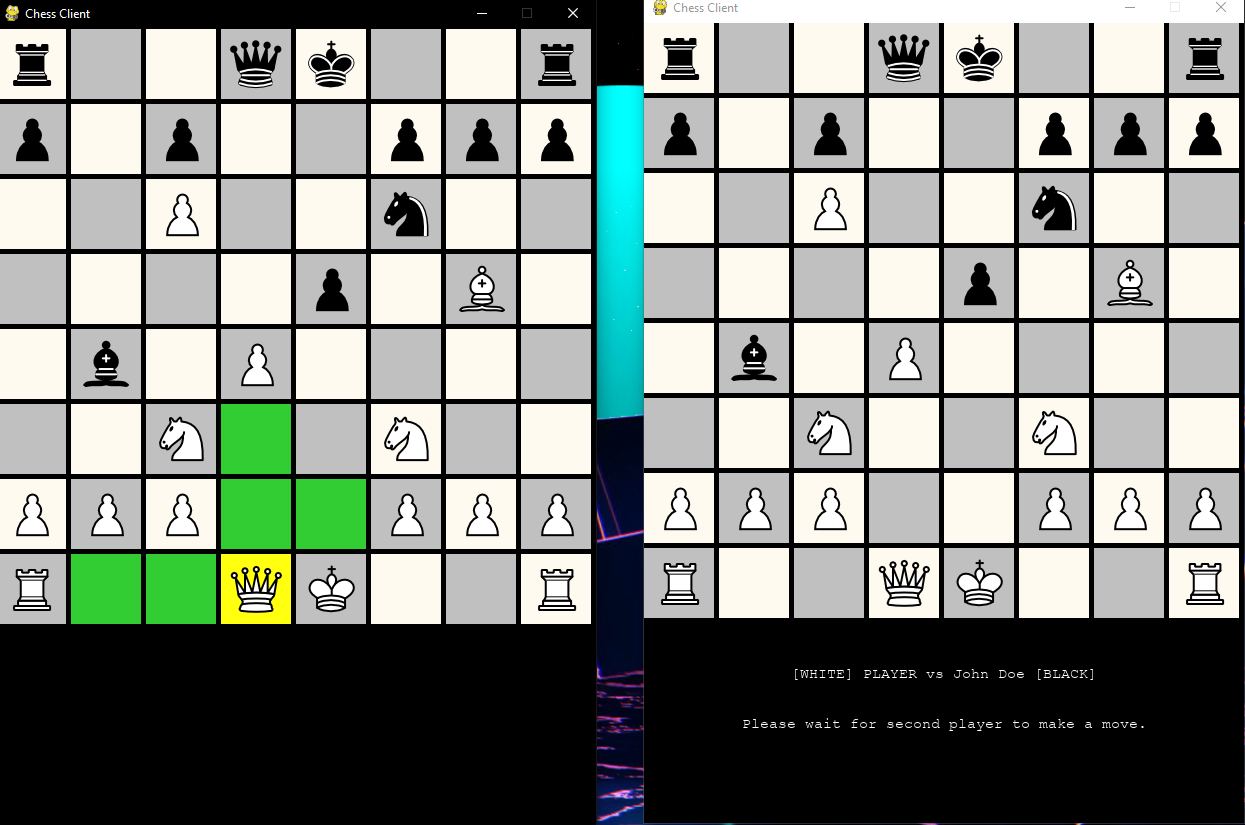 Chess Client
Chess Client
[WHITE] PLAYER vs John Doe [BLACK]
Please wait for second player to make a move.